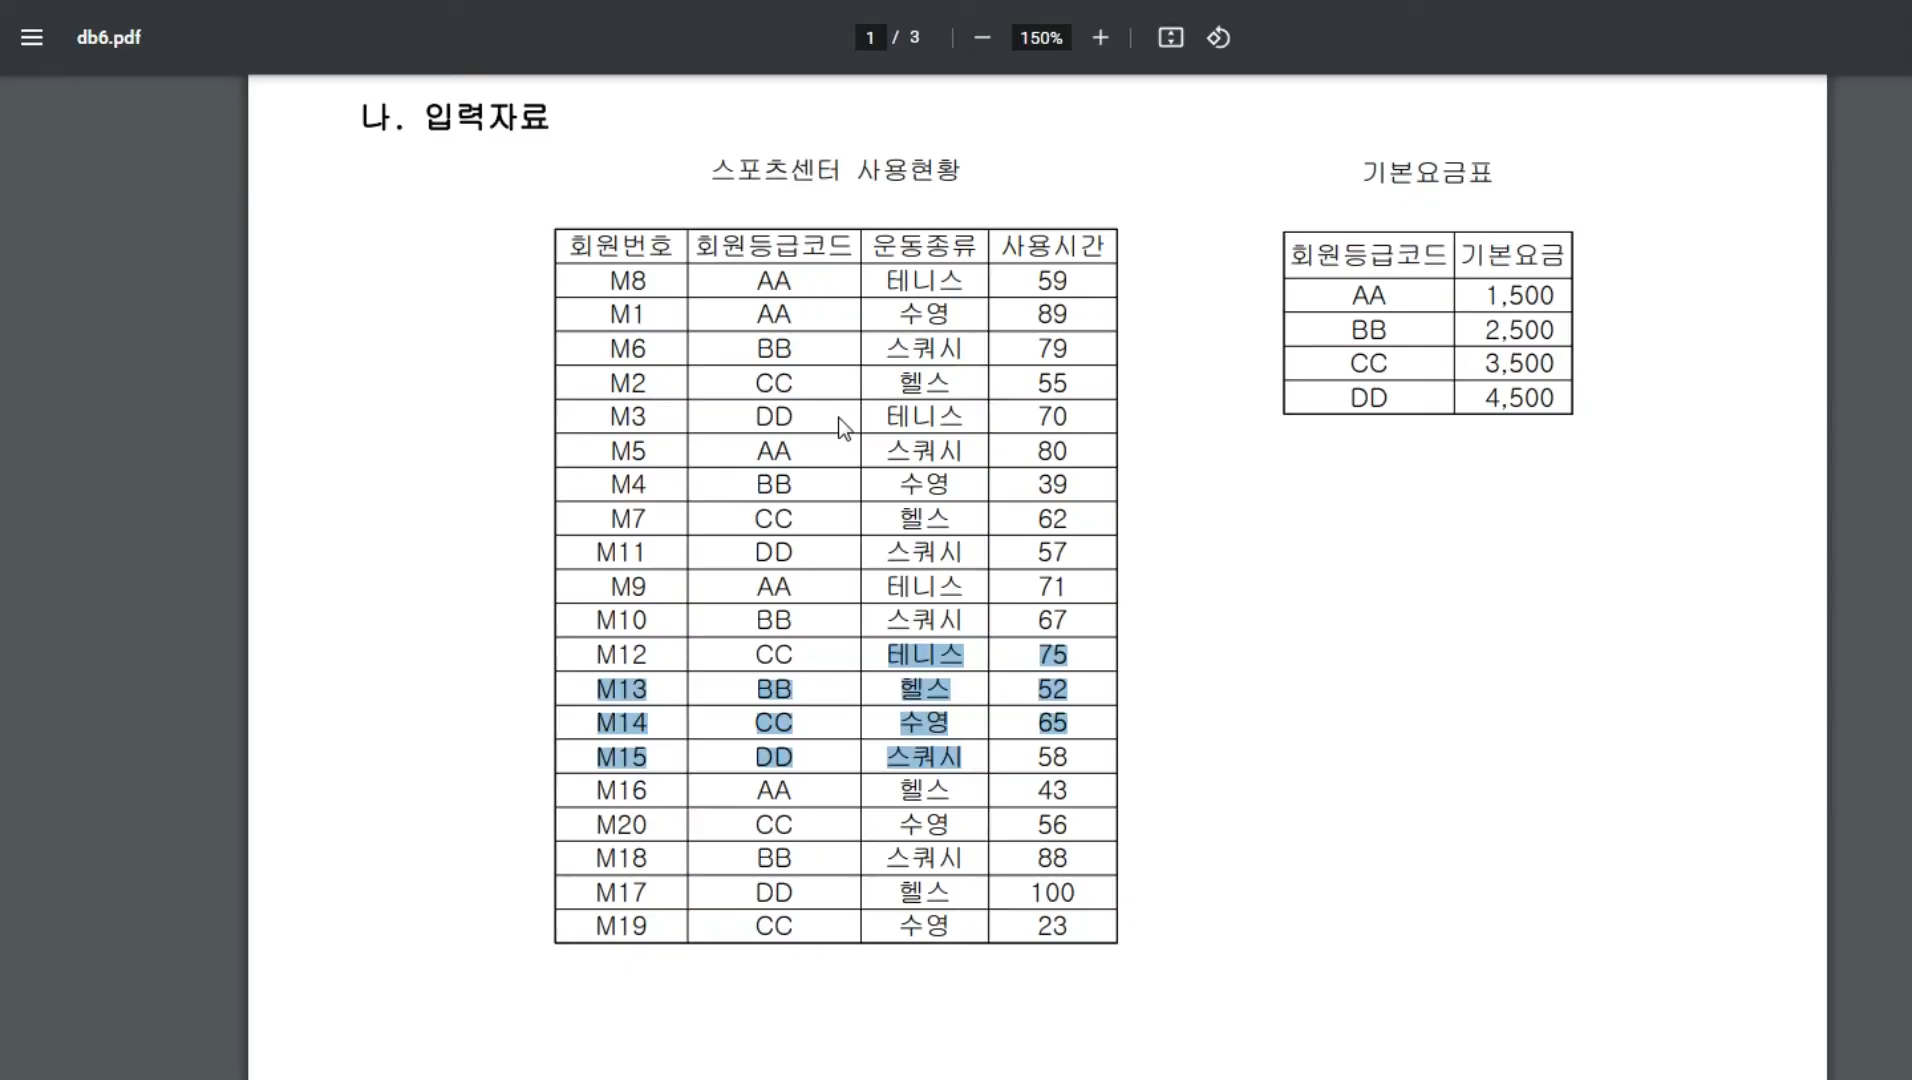 db6.pdf
1 / 3
150%
나. 입력자료
스포츠센터 사용현황
회원번호 회원등급코드 운동종류 사용시간
M8 AA 테니스 59
M1 AA 수영 89
M6 BB 스쿼시 79
M2 CC 헬스 55
M3 DD 테니스 70
M5 AA 스쿼시 80
M4 BB 수영 39
M7 CC 헬스 62
M11 DD 스쿼시 57
M9 AA 테니스 71
M10 BB 스쿼시 67
M12 CC 테니스 75
M13 BB 헬스 52
M14 CC 수영 65
M15 DD 스쿼시 58
M16 AA 헬스 43
M20 CC 수영 56
M18 BB 스쿼시 88
M17 DD 헬스 100
M19 CC 수영 23
기본요금표
회원등급코드 기본요금
AA 1,500
BB 2,500
CC 3,500
DD 4,500